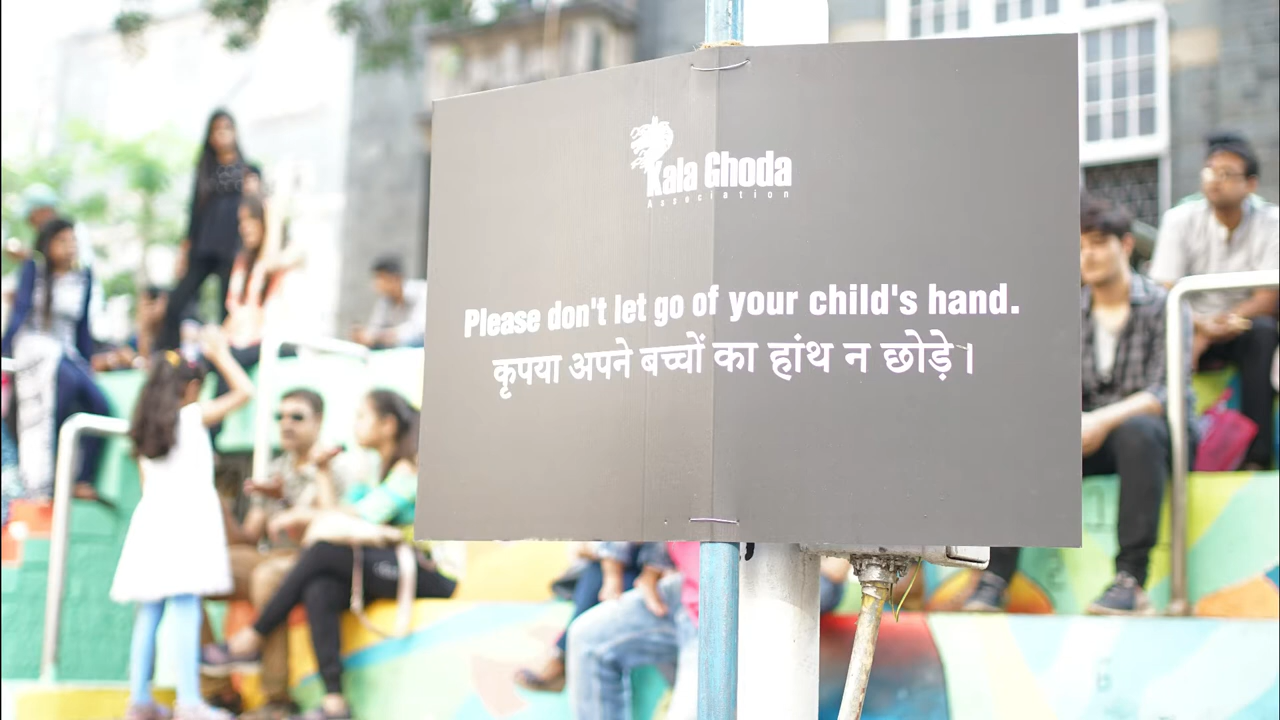 Kala Ghoda
Association
Please don't let go of your child's hand.
कृपया अपने बच्चों का हांथ न छोड़े।